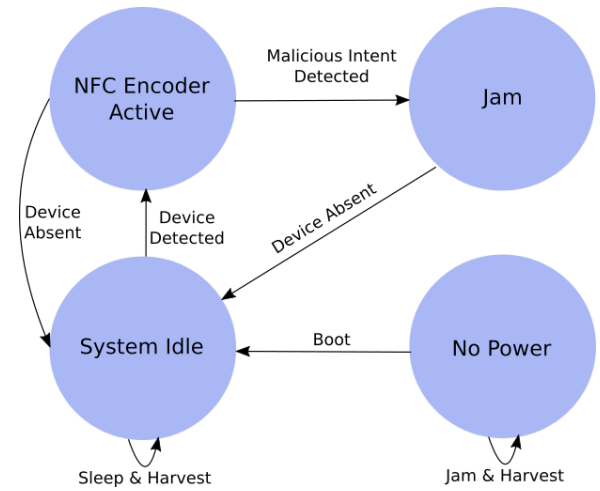 NFC Encoder
Active
Malicious Intent
Detected
Jam
Device
Absent
Device
Detected
Device Absent
System Idle
Boot
No Power
Sleep & Harvest
Jam & Harvest